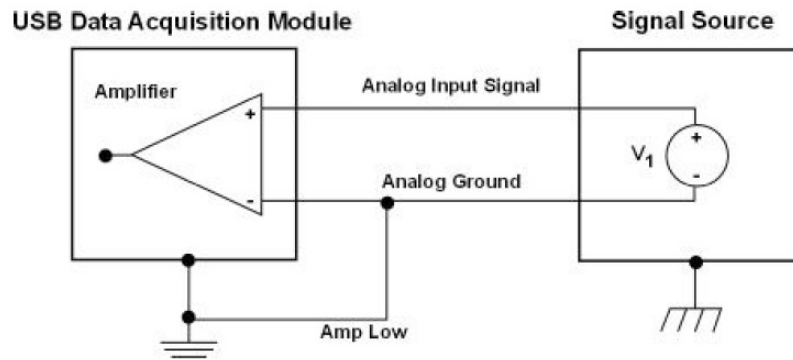 USB Data Acquisition Module
Signal Source
Amplifier
Analog Input Signal
+
+
V1
Analog Ground
-
-
Amp Low